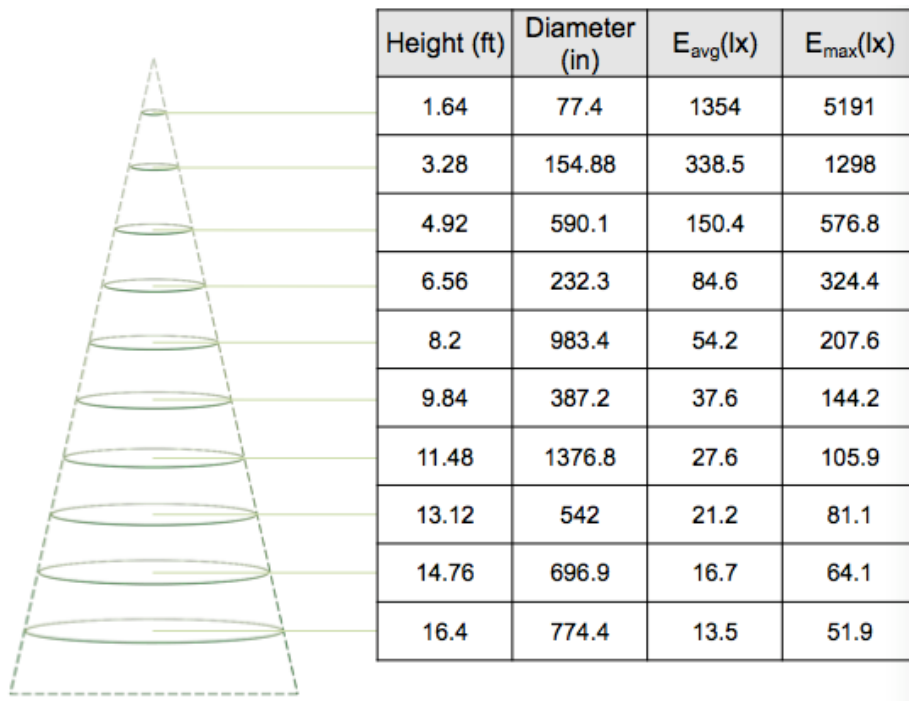 Height (ft) Diameter (in) Eavg(lx) Emax(lx)
1.64 77.4 1354 5191
3.28 154.88 338.5 1298
4.92 590.1 150.4 576.8
6.56 232.3 84.6 324.4
8.2 983.4 54.2 207.6
9.84 387.2 37.6 144.2
11.48 1376.8 27.6 105.9
13.12 542 21.2 81.1
14.76 696.9 16.7 64.1
16.4 774.4 13.5 51.9